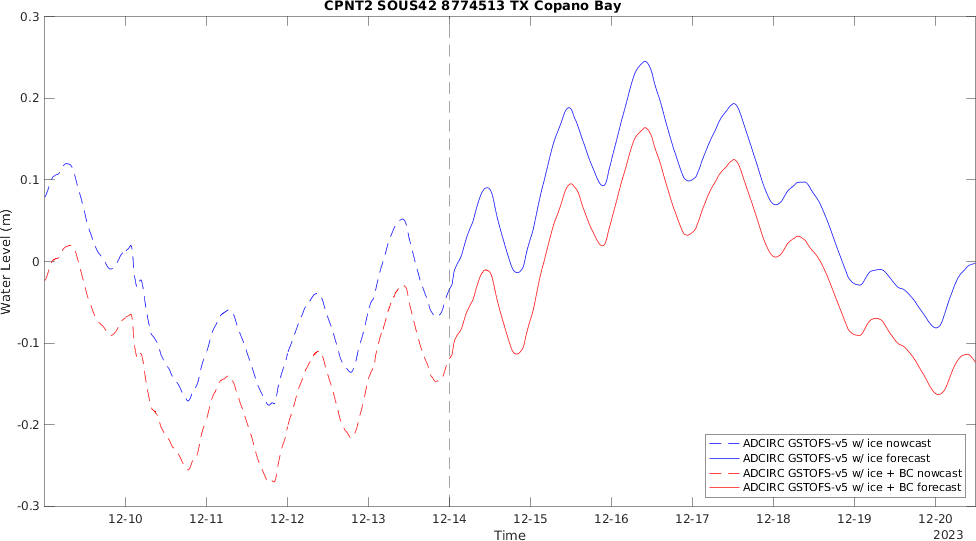 CPNT2 SOUS42 8774513 TX Copano Bay
0.3
0.2
0.1
0
-0.1
-0.2
-0.3
Water Level (m)
12-10 12-11 12-12 12-13 12-14 12-15 12-16 12-17 12-18 12-19 12-20
2023
Time
ADCIRC GSTOFS-v5 w/ ice nowcast
ADCIRC GSTOFS-v5 w/ ice forecast
ADCIRC GSTOFS-v5 w/ ice + BC nowcast
ADCIRC GSTOFS-v5 w/ ice + BC forecast